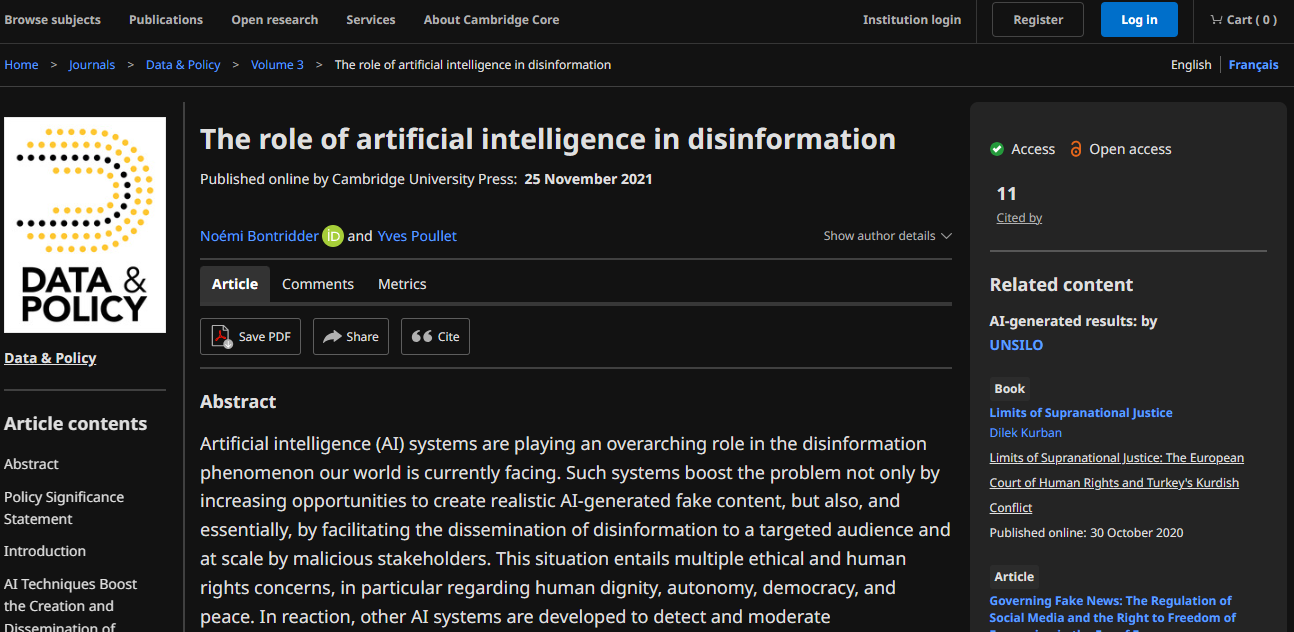 Browse subjects Publications Open research Services About Cambridge Core Institution login Register Log in Cart ( 0 )
Home > Journals > Data & Policy > Volume 3 > The role of artificial intelligence in disinformation English Français
DATA &
POLICY
Data & Policy
Article contents
Abstract
Policy Significance
Statement
Introduction
AI Techniques Boost
the Creation and
Dissemination of
The role of artificial intelligence in disinformation
Published online by Cambridge University Press: 25 November 2021
Noémi Bontridder iD and Yves Poullet Show author details
Article Comments Metrics
Save PDF Share Cite
Abstract
Artificial intelligence (AI) systems are playing an overarching role in the disinformation
phenomenon our world is currently facing. Such systems boost the problem not only by
increasing opportunities to create realistic AI-generated fake content, but also, and
essentially, by facilitating the dissemination of disinformation to a targeted audience and
at scale by malicious stakeholders. This situation entails multiple ethical and human
rights concerns, in particular regarding human dignity, autonomy, democracy, and
peace. In reaction, other AI systems are developed to detect and moderate
Access Open access
11
Cited by
Related content
AI-generated results: by
UNSILO
Book
Limits of Supranational Justice
Dilek Kurban
Limits of Supranational Justice: The European
Court of Human Rights and Turkey's Kurdish
Conflict
Published online: 30 October 2020
Article
Governing Fake News: The Regulation of
Social Media and the Right to Freedom of